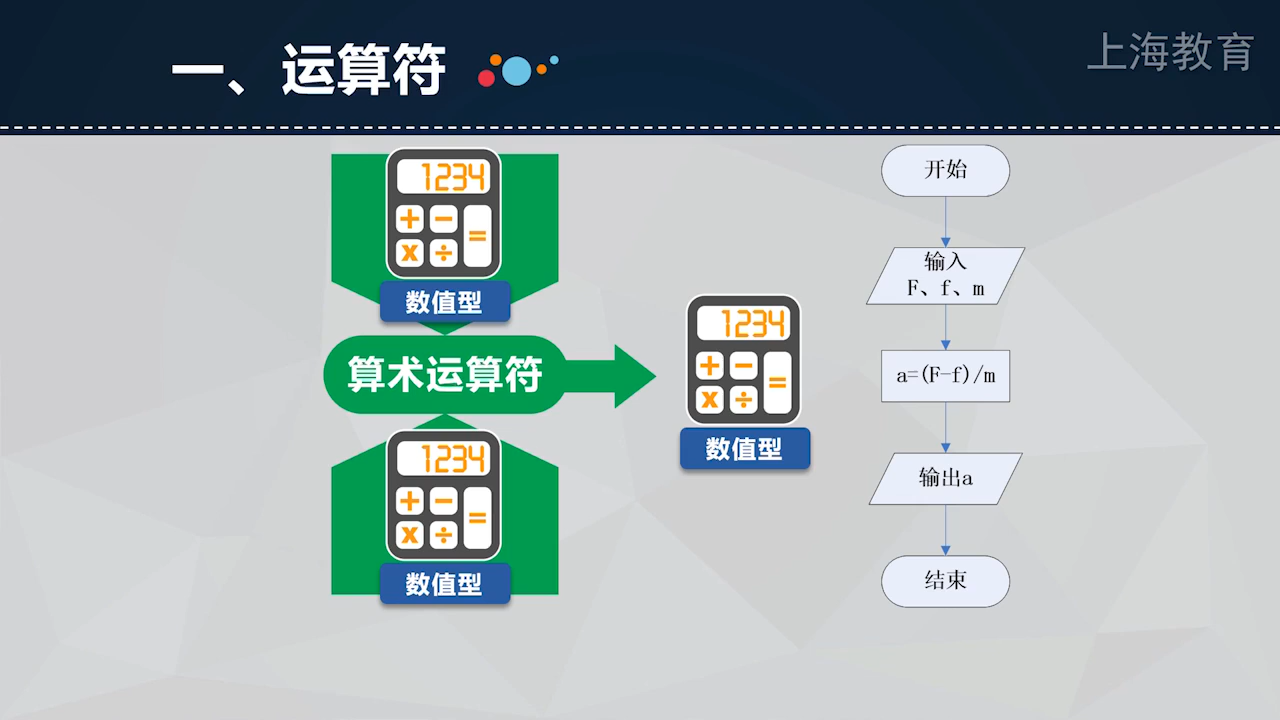 一、运算符
上海教育
1234
+ −
x ÷ =
数值型
算术运算符
1234
+ −
x ÷ =
数值型
1234
+ −
x ÷ =
数值型
开始
输入
F、f、m
a=(F-f)/m
输出a
结束